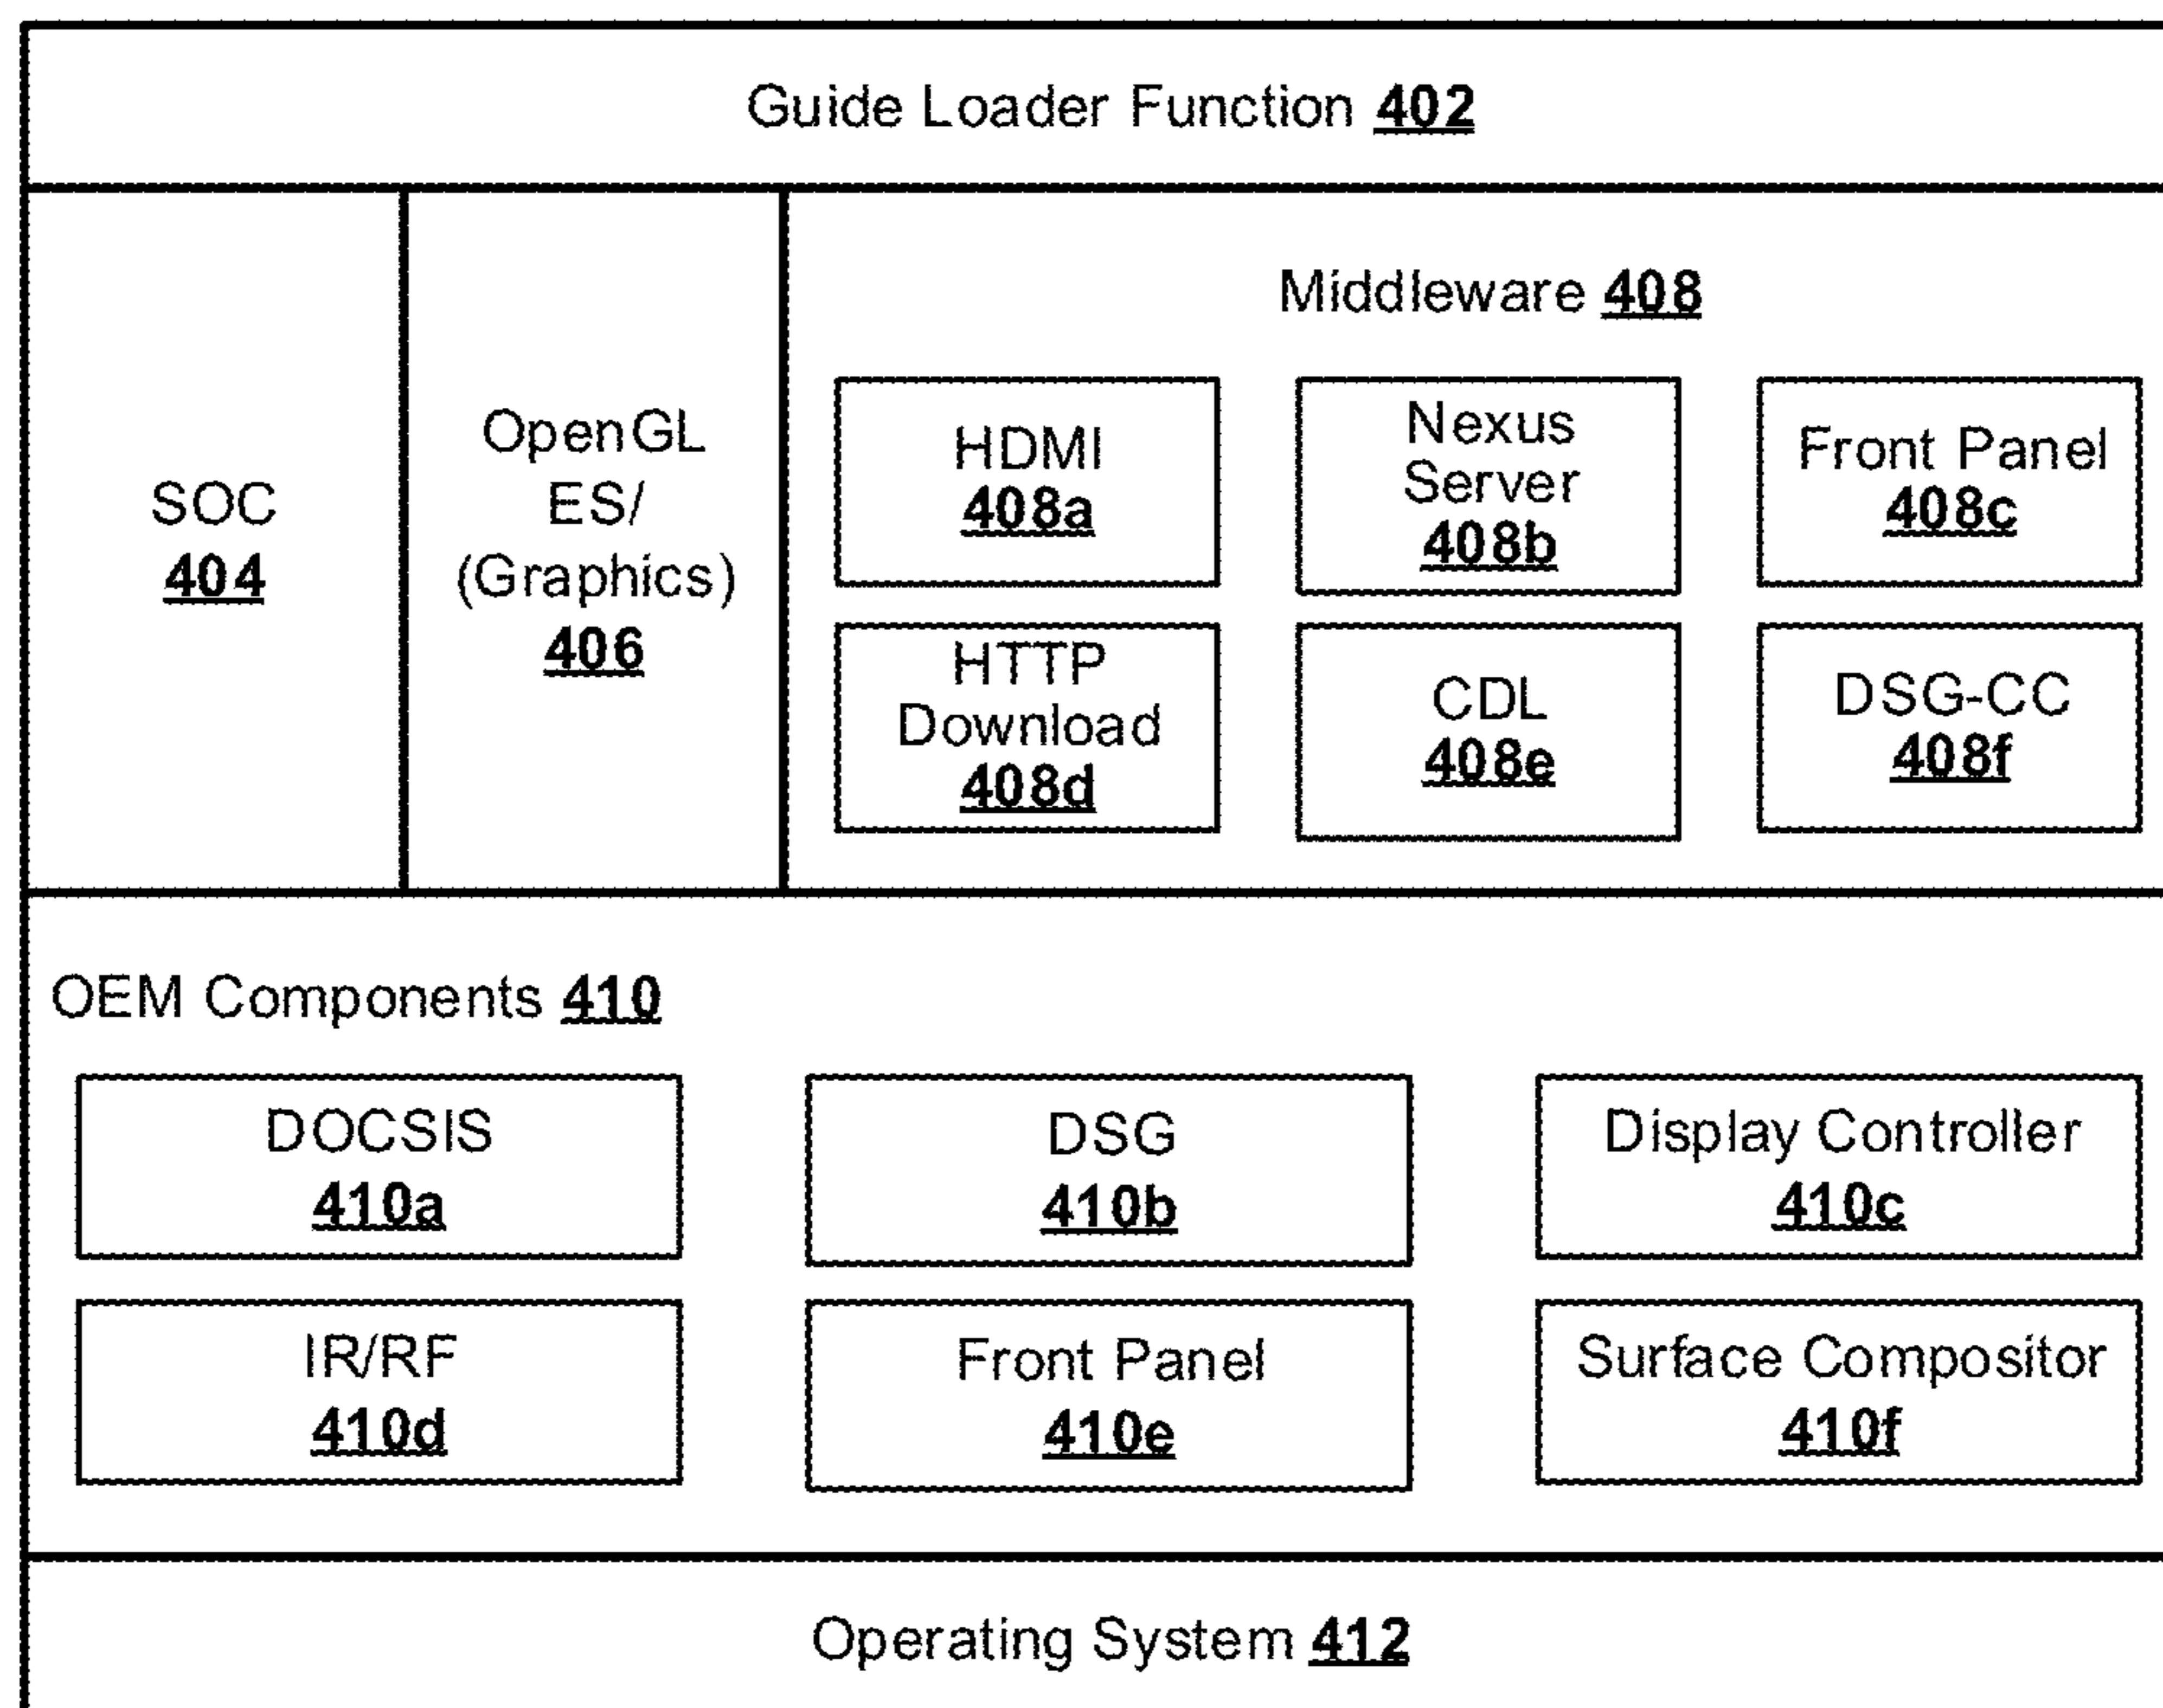 Guide Loader Function 402
SOC
404
OpenGL
ES/
(Graphics)
406
Middleware 408
HDMI
408a
Nexus
Server
408b
Front Panel
408c
HTTP
Download
408d
CDL
408e
DSG-CC
408f
OEM Components 410
DOCSIS
410a
DSG
410b
Display Controller
410c
IR/RF
410d
Front Panel
410e
Surface Compositor
410f
Operating System 412